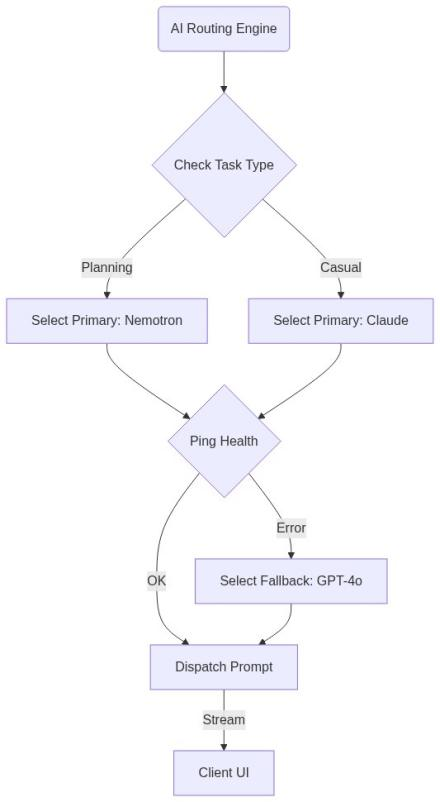 AI Routing Engine
Check Task Type
Planning
Casual
Select Primary: Nemotron
Select Primary: Claude
Ping Health
Error
OK
Select Fallback: GPT-4o
Dispatch Prompt
Stream
Client UI